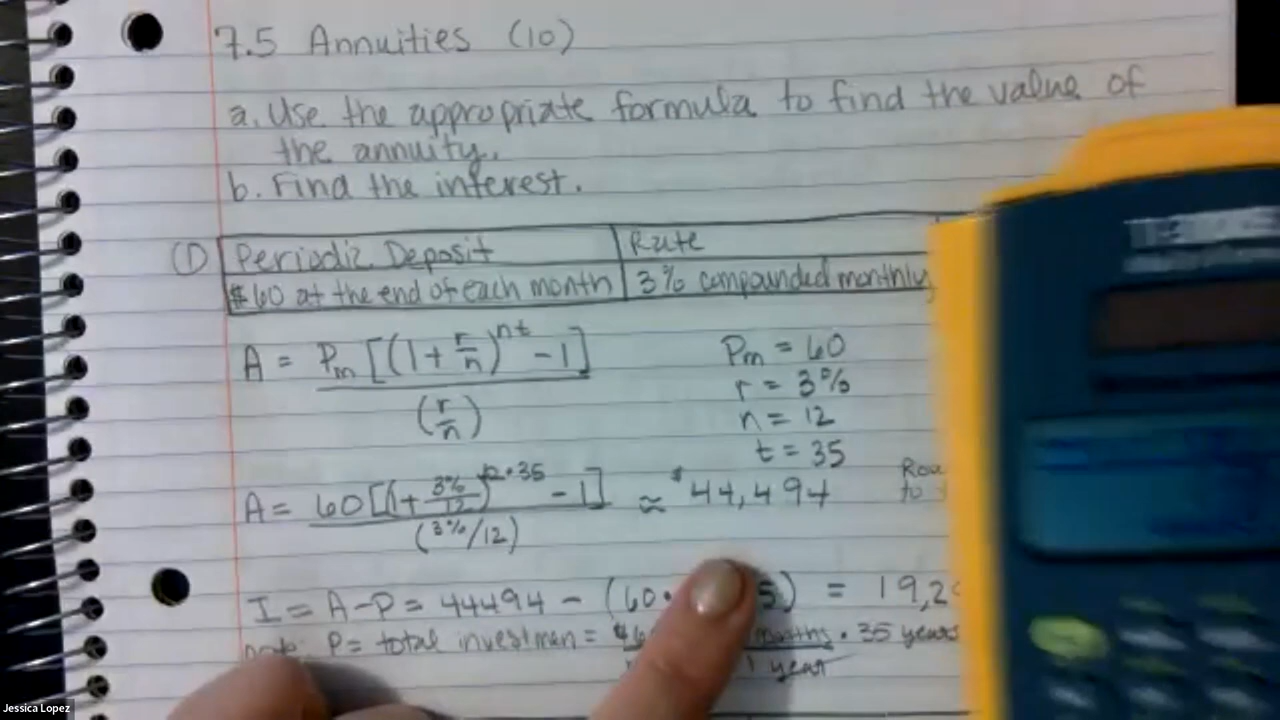 7.5 Annuities (10)
a. Use the appropriate formula to find the value of
the annuity.
b. Find the interest.
(1) Periodic Deposit Rate
$60 at the end of each month 3% compounded monthly
A = Pm [(1 + r/n)^nt - 1] / (r/n)
Pm = 60
r = 3%
n = 12
t = 35
A = 60[(1 + 3%/12)^12·35 - 1] / (3%/12) ≈ $44,494
I = A-P = 44494 - (60· 5) = 19,2
note: P = total investmen = months · 35 years
1 year
Jessica Lopez